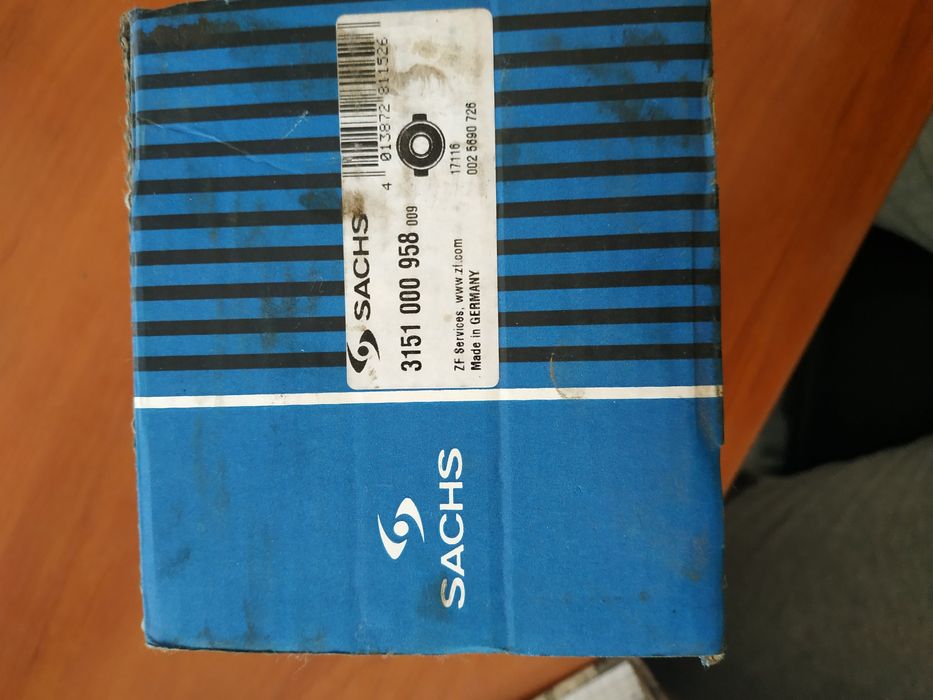 SACHS
3151 000 958 009
ZF Services, www.zf.com
Made in GERMANY
4 013872 811526
17116
002 5690 726
SACHS